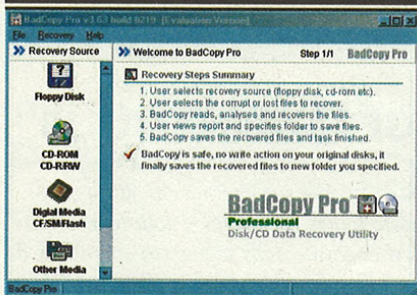 BadCopy Pro v3.63 build 0219 [Evaluation Version]
File Recovery Help
Recovery Source
Welcome to BadCopy Pro
Step 1/1
BadCopy Pro
Floppy Disk
CD-ROM
CD-R/RW
Digial Media
CF/SM/Flash
Other Media
Recovery Steps Summary
1. User selects recovery source (floppy disk, cd-rom etc).
2. User selects the corrupt or lost files to recover.
3. BadCopy reads, analyses and recovers the files.
4. User views report and specifies folder to save files.
5. BadCopy saves the recovered files and task finished.
BadCopy is safe, no write action on your original disks, it
finally saves the recovered files to new folder you specified.
BadCopy Pro
Professional
Disk/CD Data Recovery Utility
BadCopy Pro